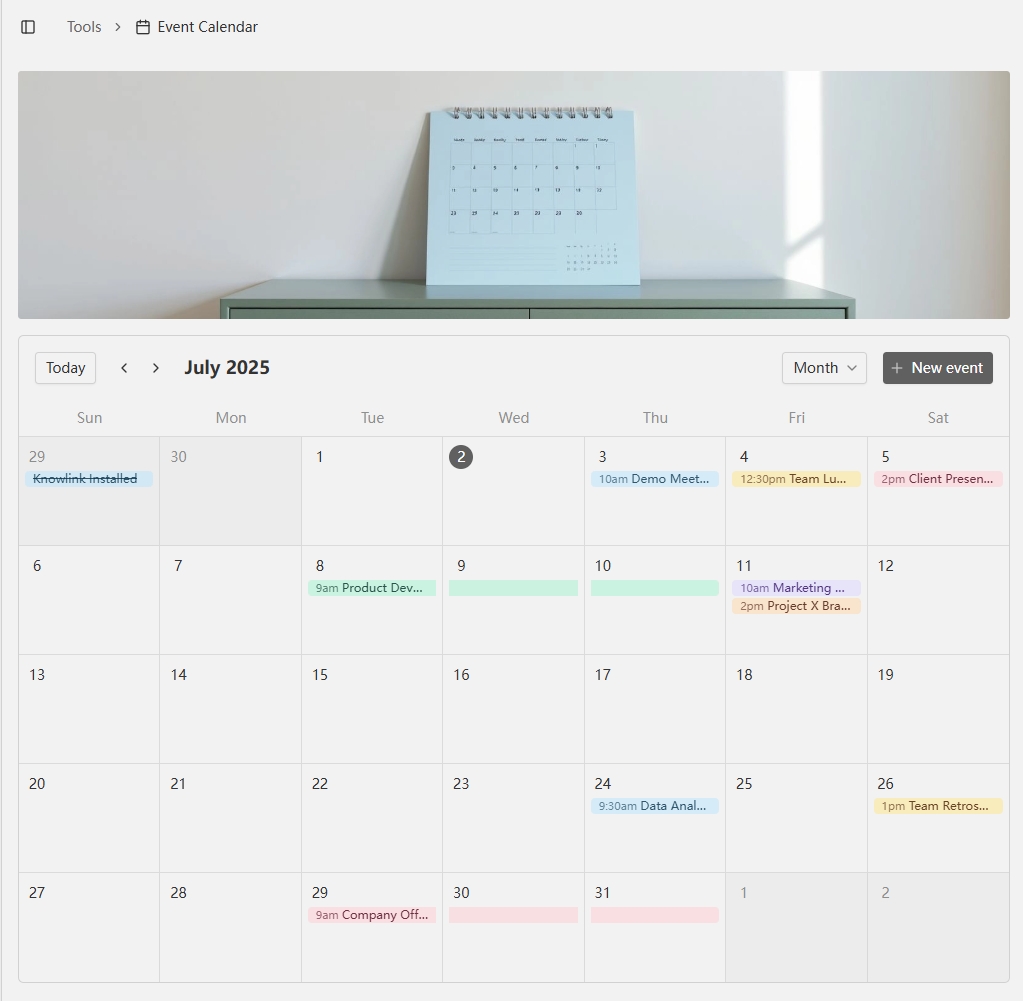 Tools > Event Calendar
Today < > July 2025 Month + New event
Sun Mon Tue Wed Thu Fri Sat
29 30 1 2 3 4 5
Knowlink Installed 10am Demo Meet... 12:30pm Team Lu... 2pm Client Presen...
6 7 8 9 10 11 12
9am Product Dev... 10am Marketing ...
2pm Project X Bra...
13 14 15 16 17 18 19
20 21 22 23 24 25 26
9:30am Data Anal... 1pm Team Retros...
27 28 29 30 31 1 2
9am Company Off...